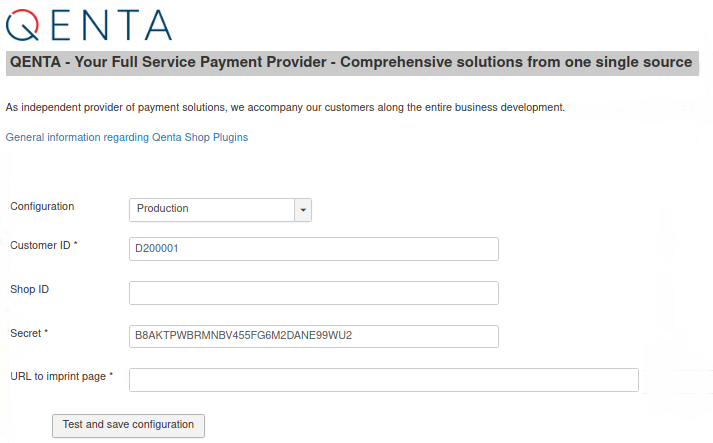 QENTA
QENTA - Your Full Service Payment Provider - Comprehensive solutions from one single source
As independent provider of payment solutions, we accompany our customers along the entire business development.
General information regarding Qenta Shop Plugins
Configuration Production
Customer ID * D200001
Shop ID
Secret * B8AKTPWBRMNBV455FG6M2DANE99WU2
URL to imprint page *
Test and save configuration